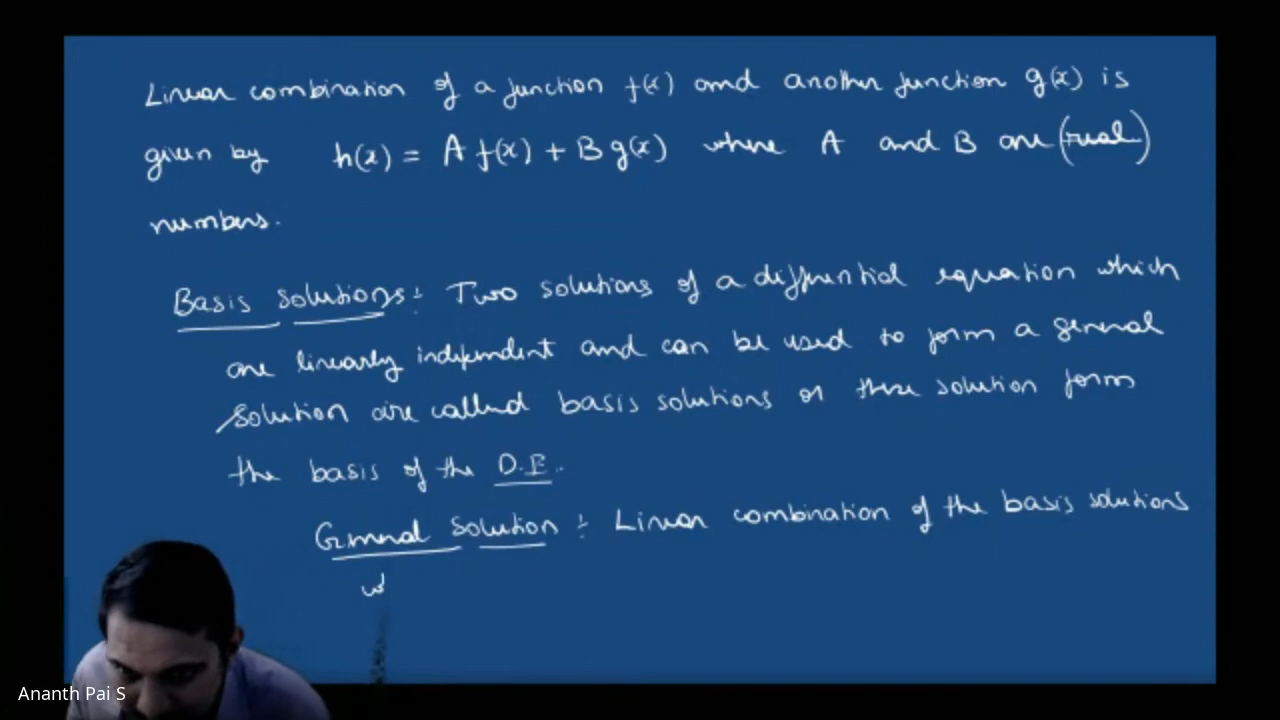 Linear combination of a function f(x) and another function g(x) is
given by h(x) = A f(x) + B g(x) where A and B are (real)
numbers.
Basis solutions : Two solutions of a differential equation which
are linearly independent and can be used to form a general
solution are called basis solutions or these solution form
the basis of the D.E..
General solution : Linear combination of the basis solutions
Ananth Pai S